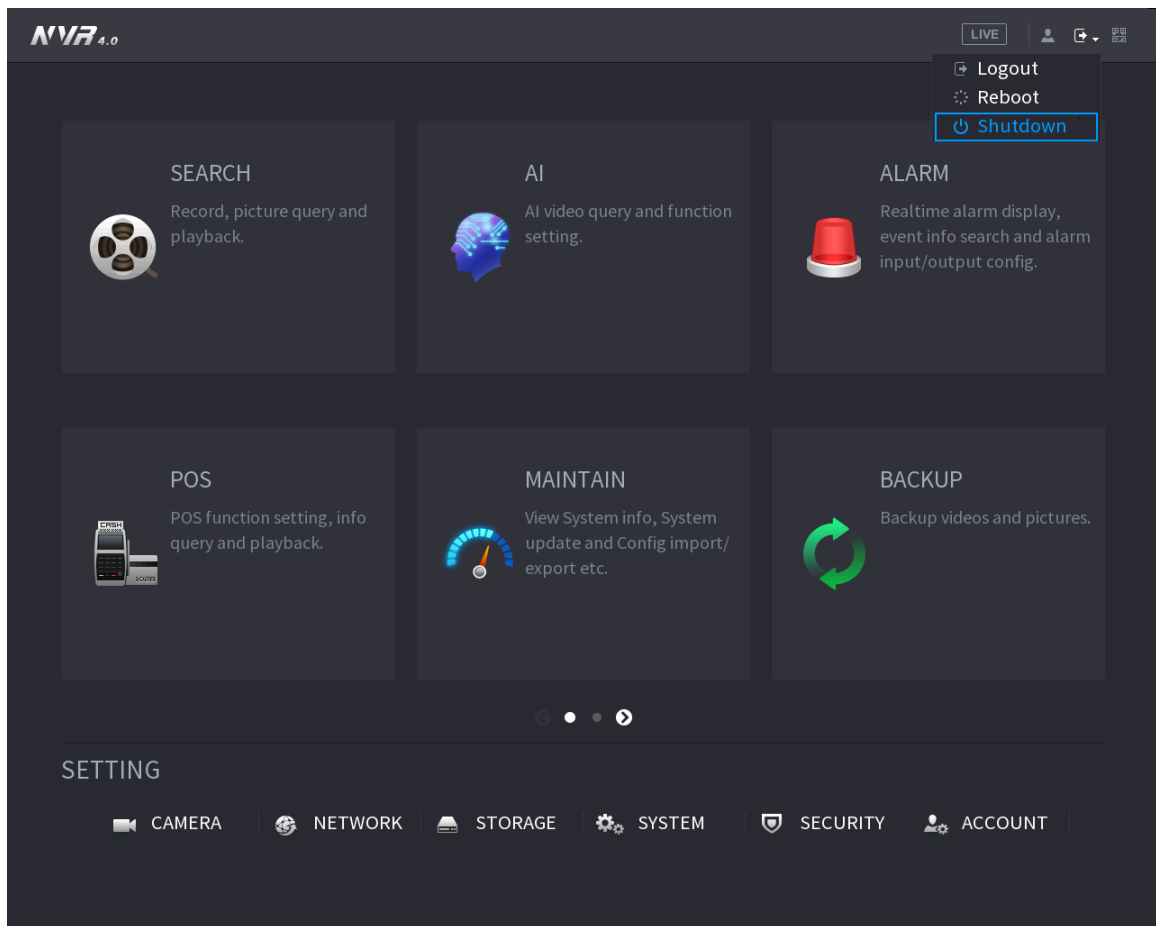 NVR 4.0
LIVE
Logout
Reboot
Shutdown
SEARCH
Record, picture query and
playback.
AI
AI video query and function
setting.
ALARM
Realtime alarm display,
event info search and alarm
input/output config.
POS
POS function setting, info
query and playback.
CASH
MAINTAIN
View System info, System
update and Config import/
export etc.
BACKUP
Backup videos and pictures.
SETTING
CAMERA
NETWORK
STORAGE
SYSTEM
SECURITY
ACCOUNT